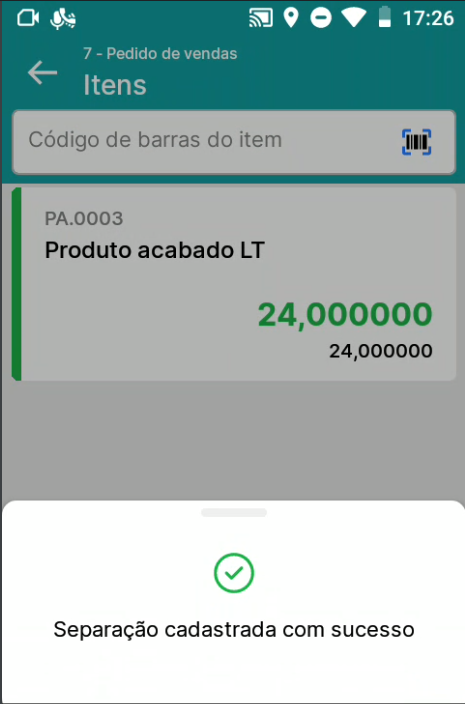 17:26
7 - Pedido de vendas
Itens
Código de barras do item
PA.0003
Produto acabado LT
24,000000
24,000000
Separação cadastrada com sucesso